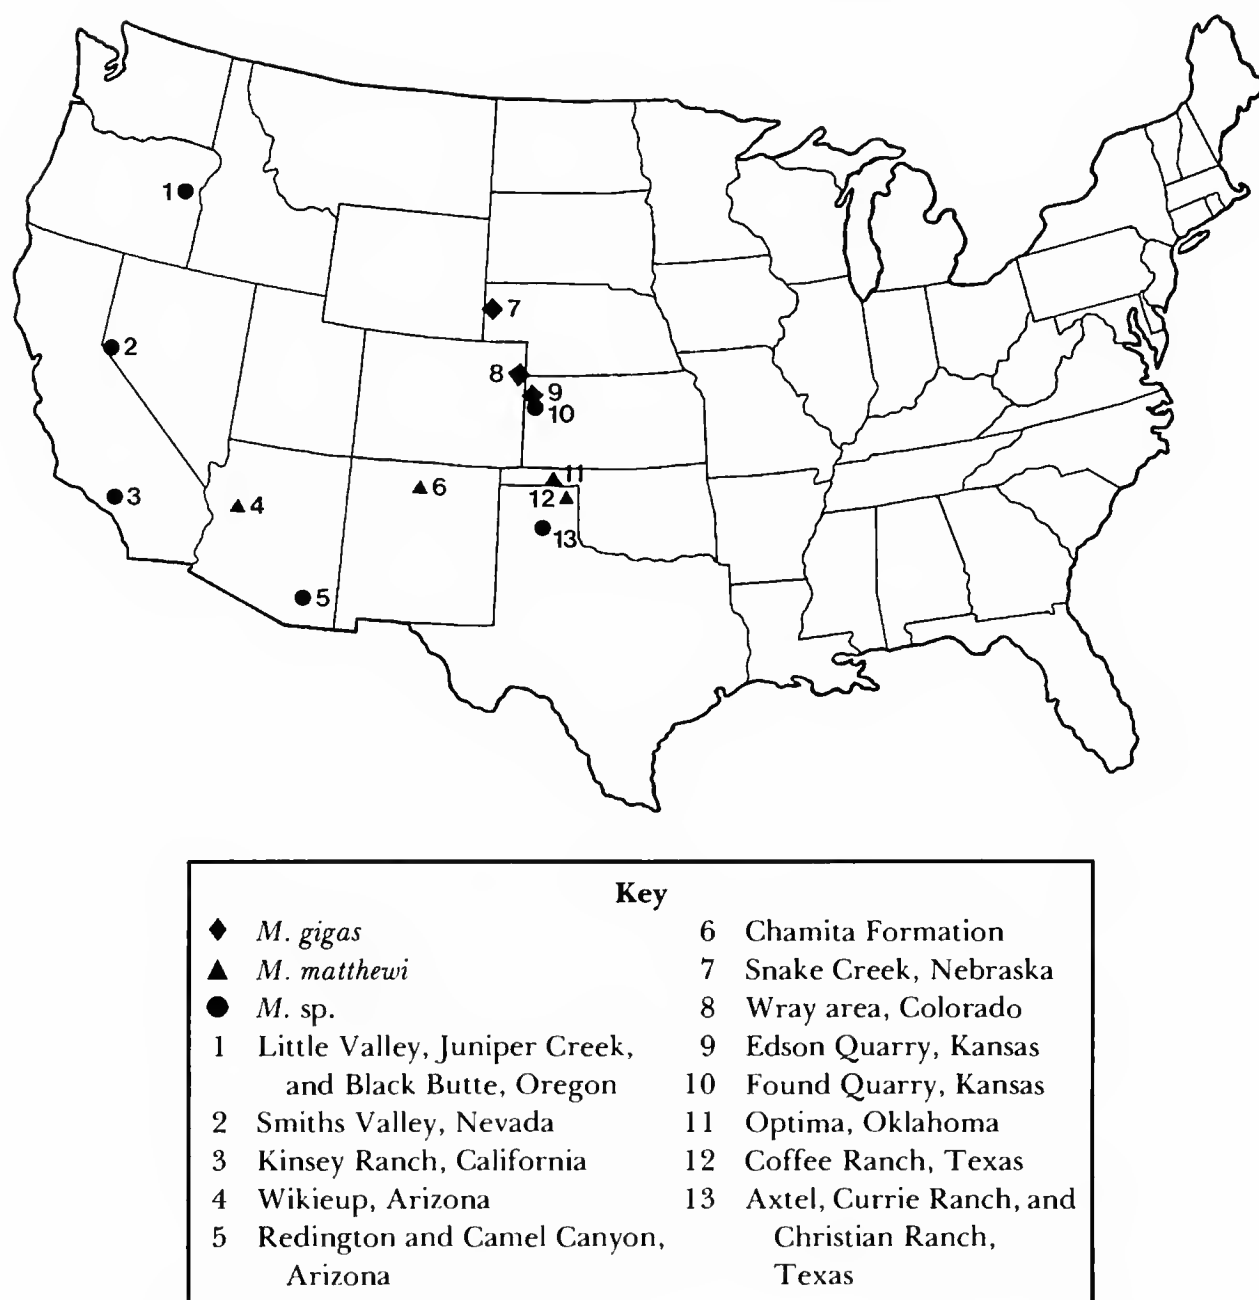 1
7
2
8
9
10
3
4
6
11
12
13
5
Key
M. gigas
M. matthewi
M. sp.
1 Little Valley, Juniper Creek,
and Black Butte, Oregon
2 Smiths Valley, Nevada
3 Kinsey Ranch, California
4 Wikieup, Arizona
5 Redington and Camel Canyon,
Arizona
6 Chamita Formation
7 Snake Creek, Nebraska
8 Wray area, Colorado
9 Edson Quarry, Kansas
10 Found Quarry, Kansas
11 Optima, Oklahoma
12 Coffee Ranch, Texas
13 Axtel, Currie Ranch, and
Christian Ranch,
Texas